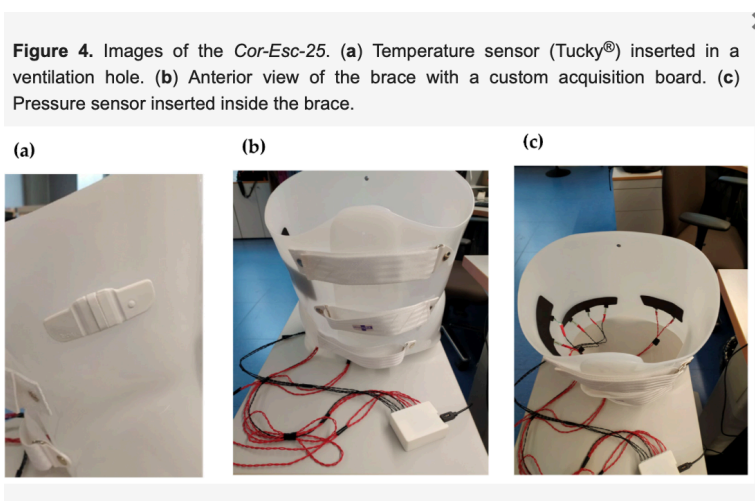 Figure 4. Images of the Cor-Esc-25. (a) Temperature sensor (Tucky®) inserted in a
ventilation hole. (b) Anterior view of the brace with a custom acquisition board. (c)
Pressure sensor inserted inside the brace.
(a)
(b)
(c)